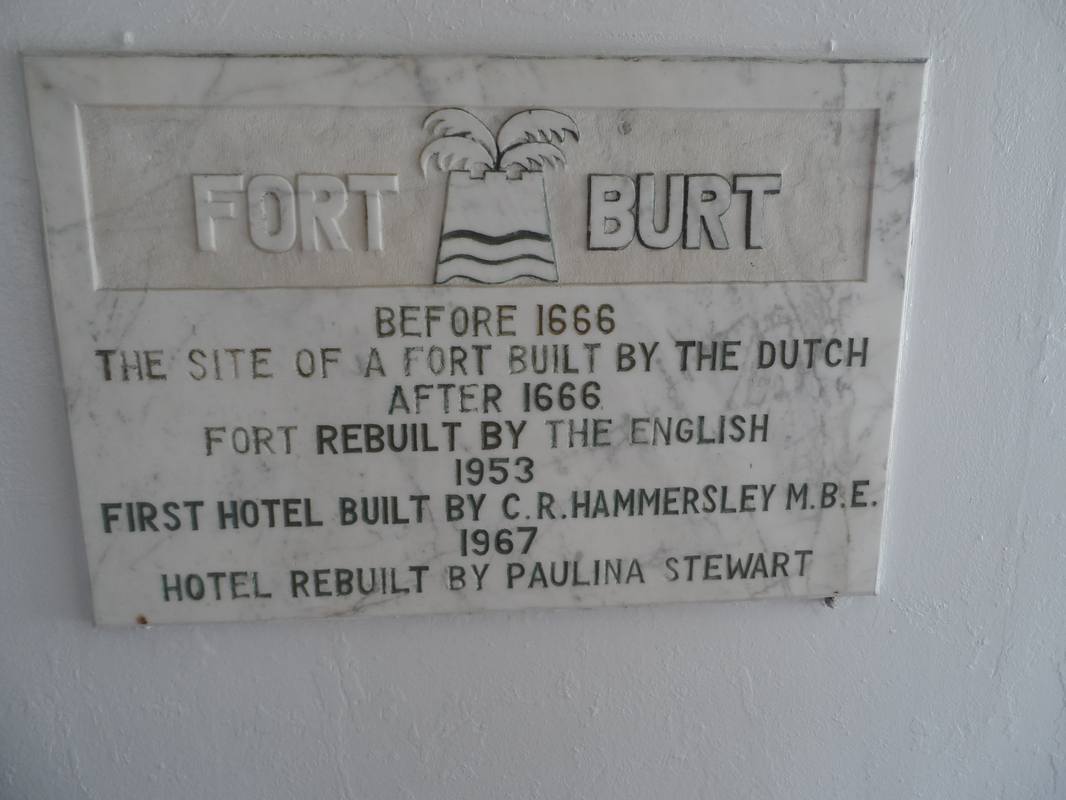 FORT BURT
BEFORE 1666
THE SITE OF A FORT BUILT BY THE DUTCH
AFTER 1666
FORT REBUILT BY THE ENGLISH
1953
FIRST HOTEL BUILT BY C.R.HAMMERSLEY M.B.E.
1967
HOTEL REBUILT BY PAULINA STEWART